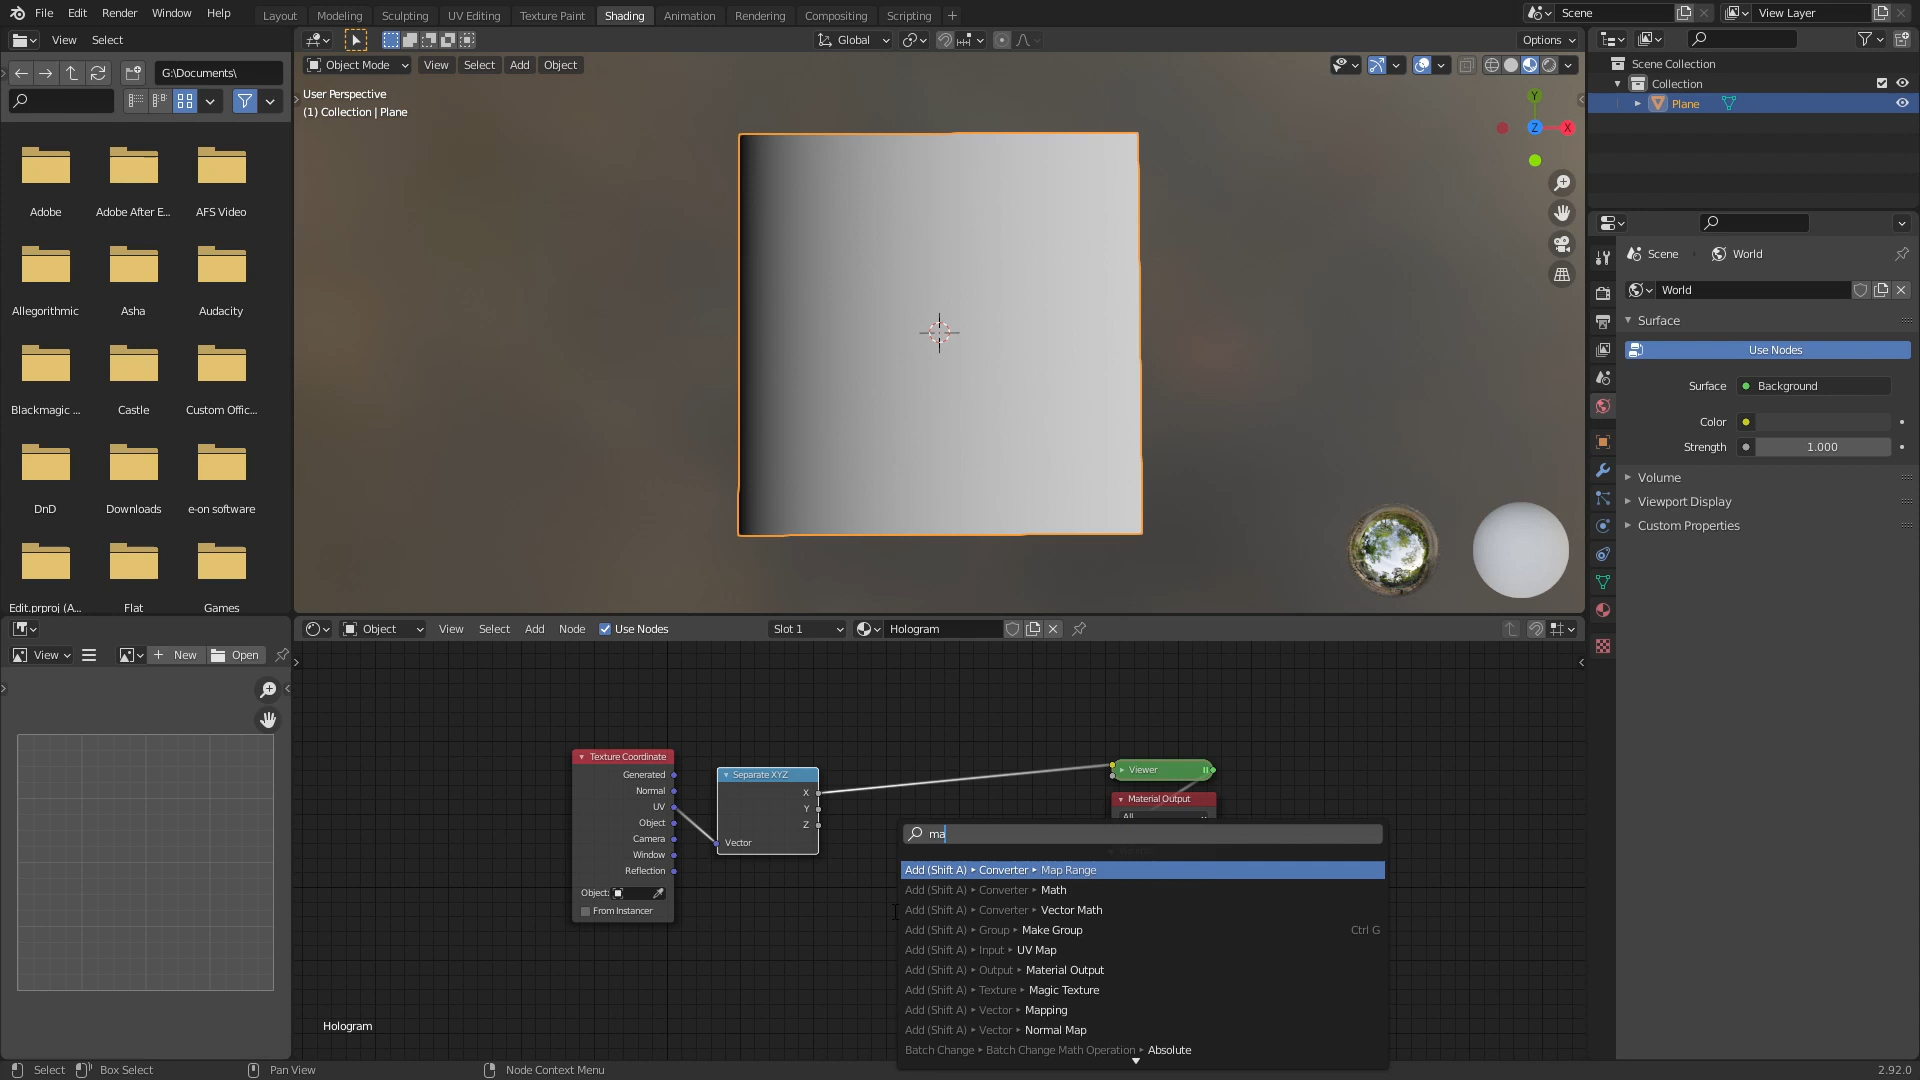 File Edit Render Window Help
Layout Modeling Sculpting UV Editing Texture Paint Shading Animation Rendering Compositing Scripting
Scene
View Layer
View Select
Global
Options
G:\Documents\
Object Mode View Select Add Object
User Perspective
(1) Collection | Plane
Y
Z
X
Scene Collection
Collection
Plane
Adobe
Adobe After E...
AFS Video
Allegorithmic
Asha
Audacity
Blackmagic ...
Castle
Custom Offic...
DnD
Downloads
e-on software
Edit.prproj (A...
Flat
Games
Scene World
World
Surface
Use Nodes
Surface Background
Color
Strength 1.000
Volume
Viewport Display
Custom Properties
Object View Select Add Node Use Nodes Slot 1 Hologram
View New Open
Texture Coordinate
Generated
Normal
UV
Object
Camera
Window
Reflection
Object:
From Instancer
Separate XYZ
X
Y
Z
Vector
Viewer
Material Output
All
ma
Add (Shift A) ▸ Converter ▸ Map Range
Add (Shift A) ▸ Converter ▸ Math
Add (Shift A) ▸ Converter ▸ Vector Math
Add (Shift A) ▸ Group ▸ Make Group Ctrl G
Add (Shift A) ▸ Input ▸ UV Map
Add (Shift A) ▸ Output ▸ Material Output
Add (Shift A) ▸ Texture ▸ Magic Texture
Add (Shift A) ▸ Vector ▸ Mapping
Add (Shift A) ▸ Vector ▸ Normal Map
Batch Change ▸ Batch Change Math Operation ▸ Absolute
Hologram
Select Box Select Pan View Node Context Menu 2.92.0